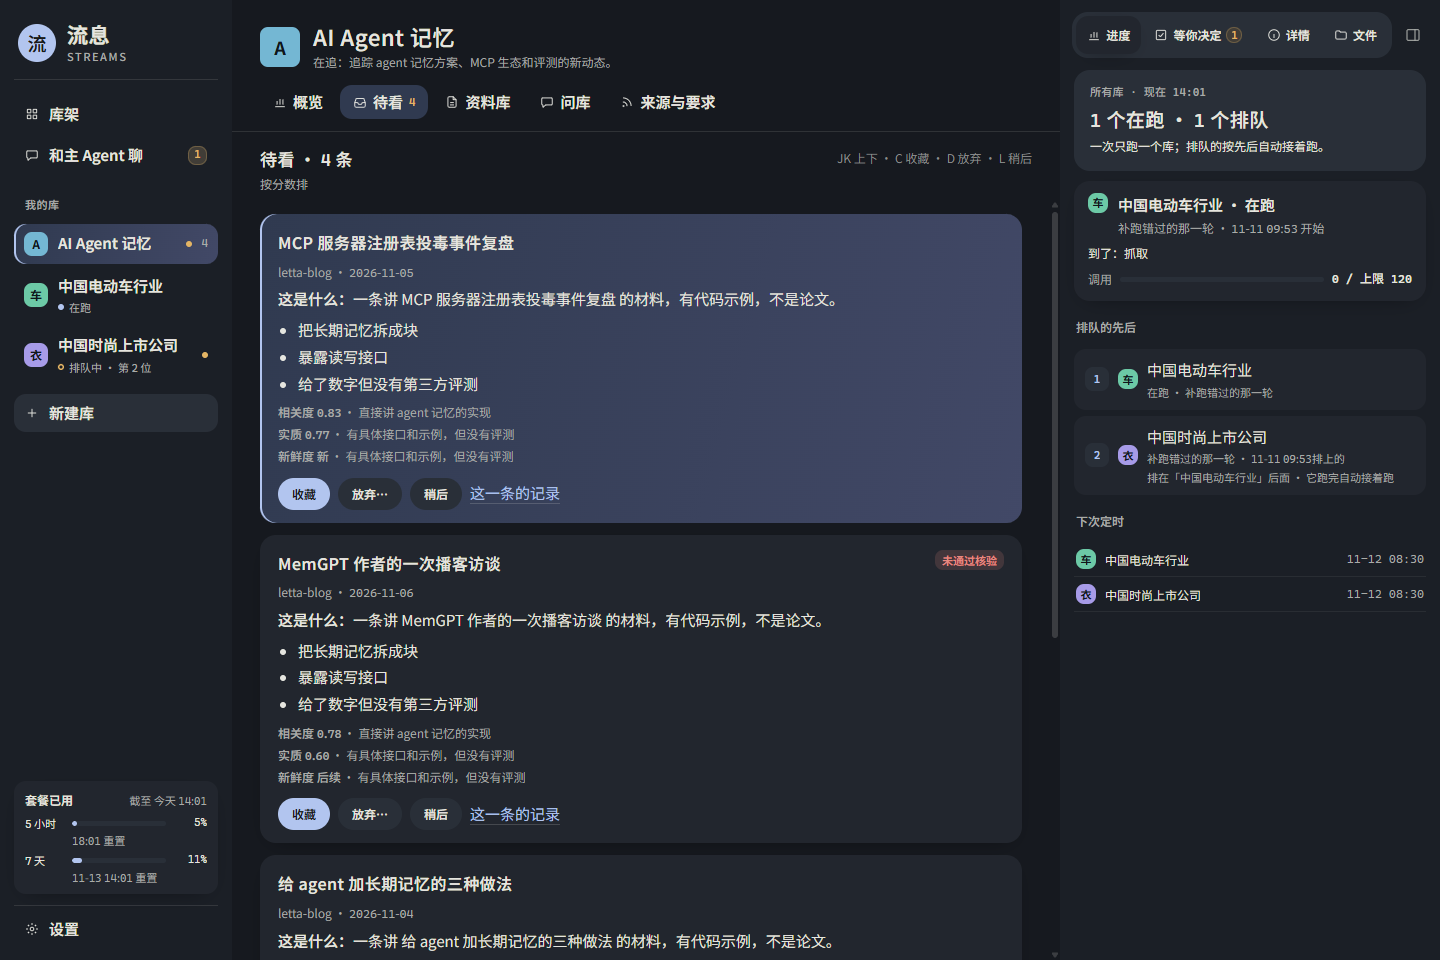 流
流息
STREAMS
库架
和主 Agent 聊
1
我的库
A
AI Agent 记忆
4
车
中国电动车行业
在跑
衣
中国时尚上市公司
排队中 • 第 2 位
+ 新建库
套餐已用
截至 今天 14:01
5 小时
5%
18:01 重置
7 天
11%
11-13 14:01 重置
设置
A
AI Agent 记忆
在追：追踪 agent 记忆方案、MCP 生态和评测的新动态。
概览
待看 4
资料库
问库
来源与要求
待看 • 4 条
JK 上下 • C 收藏 • D 放弃 • L 稍后
按分数排
MCP 服务器注册表投毒事件复盘
letta-blog • 2026-11-05
这是什么：一条讲 MCP 服务器注册表投毒事件复盘 的材料，有代码示例，不是论文。
• 把长期记忆拆成块
• 暴露读写接口
• 给了数字但没有第三方评测
相关度 0.83 • 直接讲 agent 记忆的实现
实质 0.77 • 有具体接口和示例，但没有评测
新鲜度 新 • 有具体接口和示例，但没有评测
收藏
放弃⋯
稍后
这一条的记录
MemGPT 作者的一次播客访谈
未通过核验
letta-blog • 2026-11-06
这是什么：一条讲 MemGPT 作者的一次播客访谈 的材料，有代码示例，不是论文。
• 把长期记忆拆成块
• 暴露读写接口
• 给了数字但没有第三方评测
相关度 0.78 • 直接讲 agent 记忆的实现
实质 0.60 • 有具体接口和示例，但没有评测
新鲜度 后续 • 有具体接口和示例，但没有评测
收藏
放弃⋯
稍后
这一条的记录
给 agent 加长期记忆的三种做法
letta-blog • 2026-11-04
这是什么：一条讲 给 agent 加长期记忆的三种做法 的材料，有代码示例，不是论文。
进度
等你决定 1
详情
文件
所有库 • 现在 14:01
1 个在跑 • 1 个排队
一次只跑一个库；排队的按先后自动接着跑。
车
中国电动车行业 • 在跑
补跑错过的那一轮 • 11-11 09:53 开始
到了：抓取
调用
0 / 上限 120
排队的先后
1
车
中国电动车行业
在跑 • 补跑错过的那一轮
2
衣
中国时尚上市公司
补跑错过的那一轮 • 11-11 09:53排上的
排在「中国电动车行业」后面 • 它跑完自动接着跑
下次定时
车
中国电动车行业
11-12 08:30
衣
中国时尚上市公司
11-12 08:30